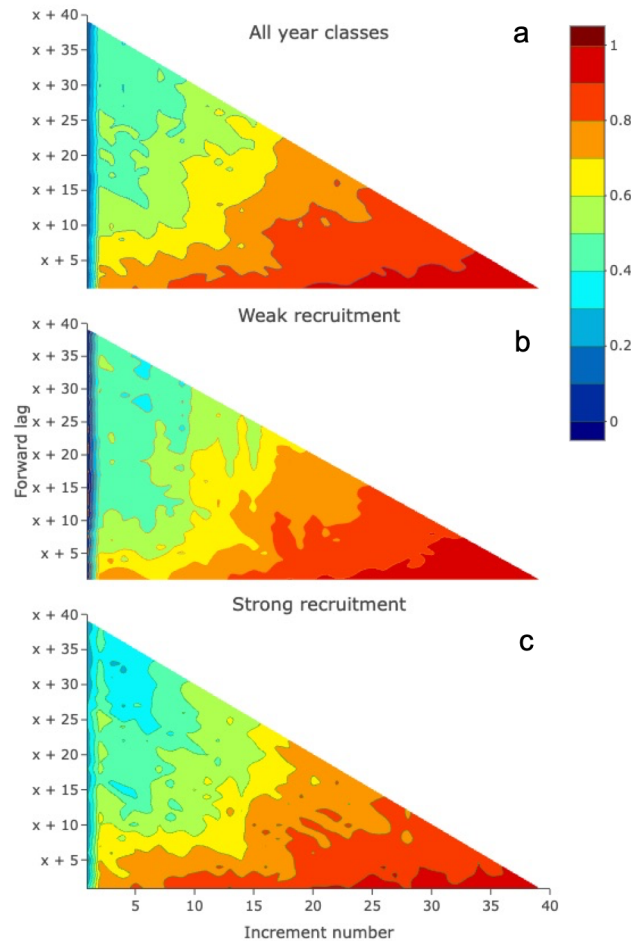 All year classes
a
x + 40
x + 35
x + 30
x + 25
x + 20
x + 15
x + 10
x + 5
1
0.8
0.6
0.4
0.2
0
Weak recruitment
b
x + 40
x + 35
x + 30
x + 25
x + 20
x + 15
x + 10
x + 5
Forward lag
Strong recruitment
c
x + 40
x + 35
x + 30
x + 25
x + 20
x + 15
x + 10
x + 5
5 10 15 20 25 30 35 40
Increment number